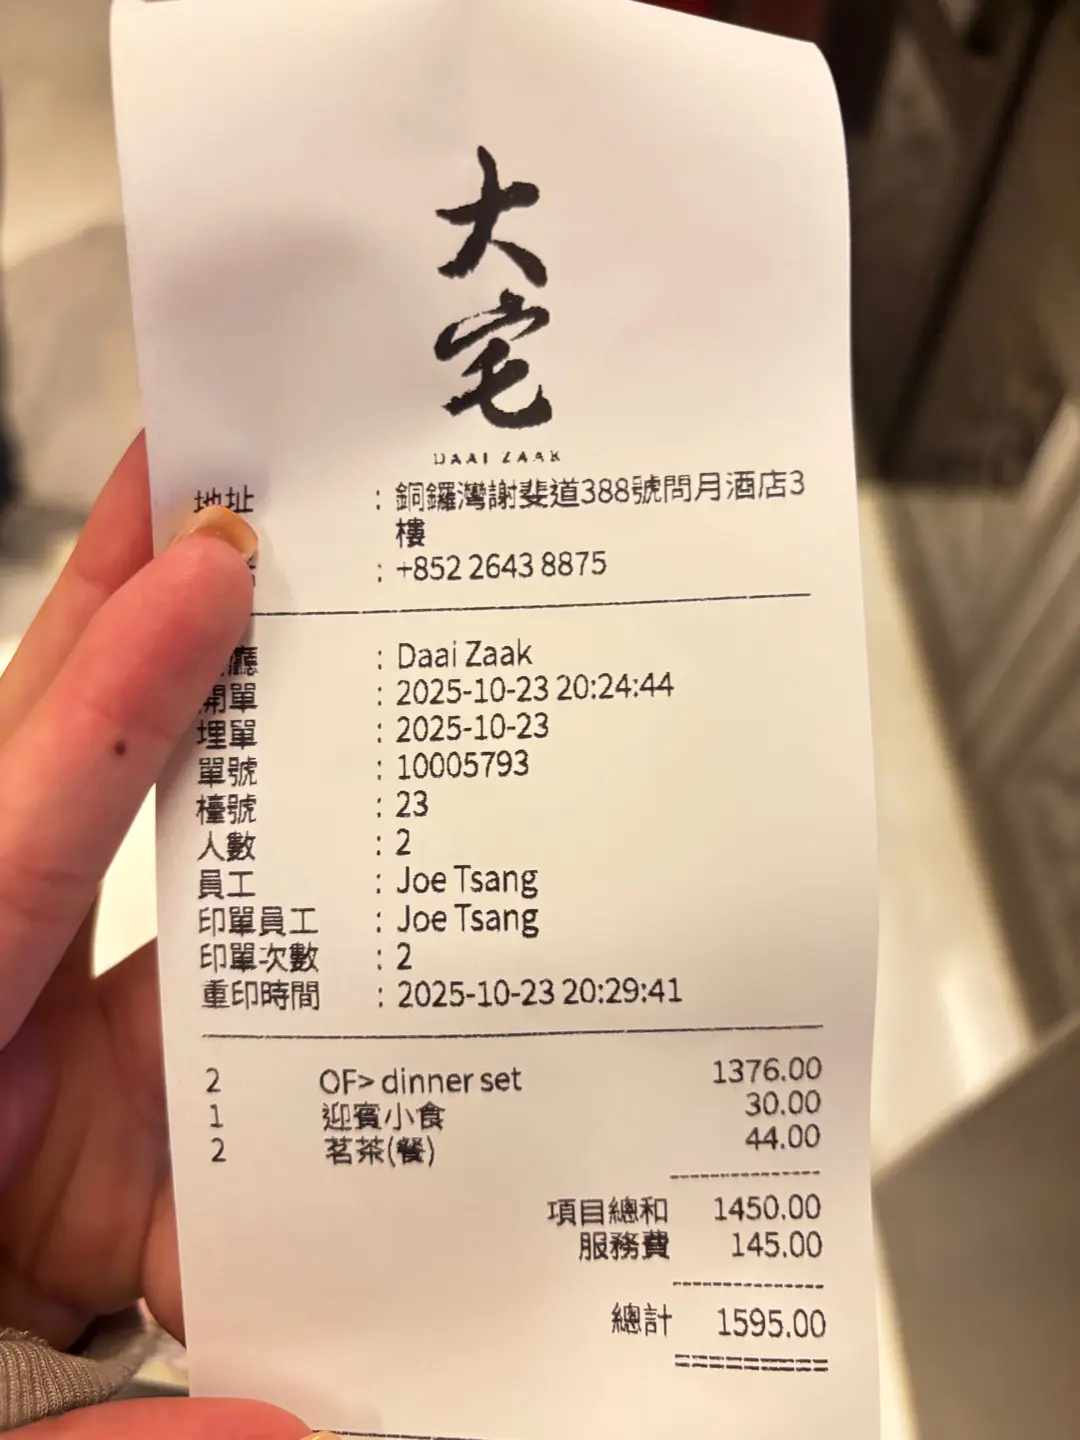 大
宅
DAAI ZAAK
地址 : 銅鑼灣謝斐道388號問月酒店3
樓
: +852 2643 8875
廳 : Daai Zaak
開單 : 2025-10-23 20:24:44
埋單 : 2025-10-23
單號 : 10005793
檯號 : 23
人數 : 2
員工 : Joe Tsang
印單員工 : Joe Tsang
印單次數 : 2
重印時間 : 2025-10-23 20:29:41
2 OF> dinner set 1376.00
1 迎賓小食 30.00
2 茗茶(餐) 44.00
項目總和 1450.00
服務費 145.00
總計 1595.00